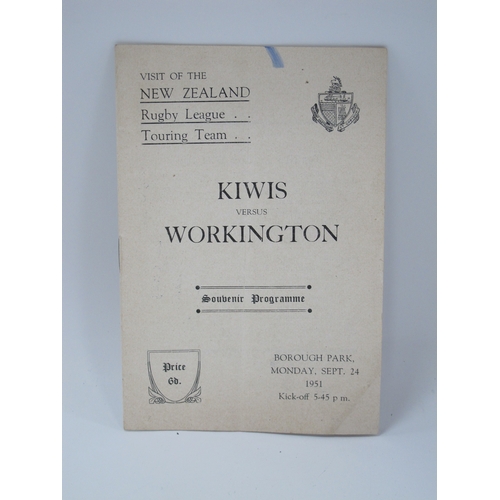 VISIT OF THE
NEW ZEALAND
Rugby League . .
Touring Team . .
KIWIS
VERSUS
WORKINGTON
Souvenir Programme
Price
6d.
BOROUGH PARK,
MONDAY, SEPT. 24
1951
Kick-off 5-45 p m.